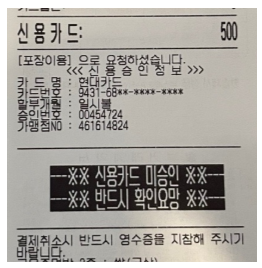 신용카드: 500
[포장이용] 으로 요청하셨습니다.
<<< 신 용 승 인 정 보 >>>
카 드 명 : 현대카드
카드번호 : 9431-68**-****-****
할부개월 : 일시불
승인번호 : 00454724
가맹점NO : 461614824
---※※ 신용카드 미승인 ※※---
---※※ 반드시 확인요망 ※※---
결제취소시 반드시 영수증을 지참해 주시기
바랍니다.